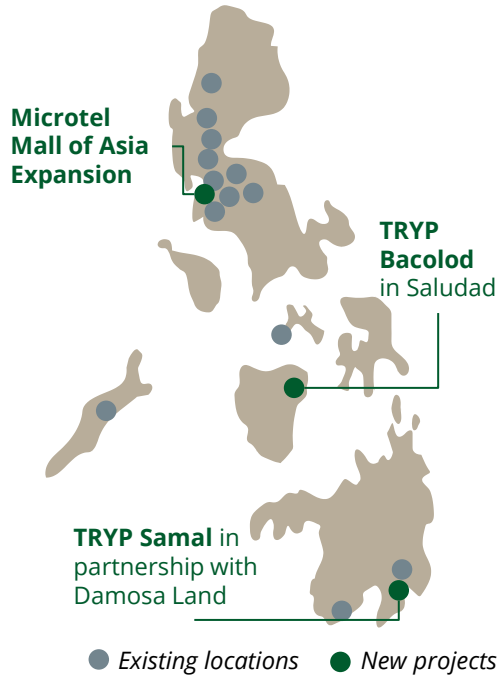 Microtel
Mall of Asia
Expansion
TRYP
Bacolod
in Saludad
TRYP Samal in
partnership with
Damosa Land
Existing locations
New projects